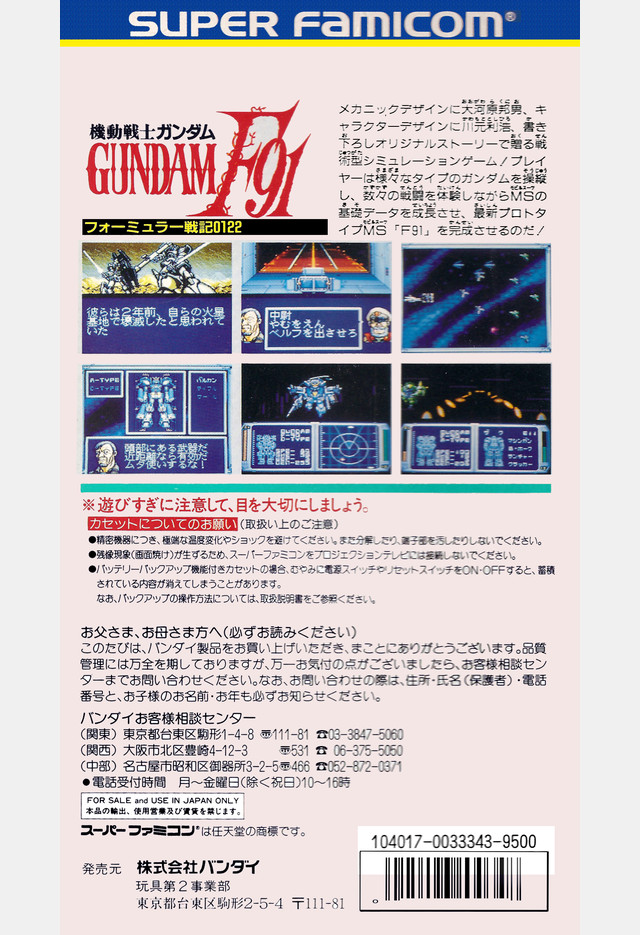 SUPER FAMICOM®
機動戦士ガンダム
GUNDAM F91
フォーミュラー戦記0122
メカニックデザインに大河原邦男、キ
ャラクターデザインに川元利浩、書き
下ろしオリジナルストーリーで贈る戦
術型シミュレーションゲーム!プレイ
ヤーは様々なタイプのガンダムを操縦
し、数々の戦闘を体験しながらMSの
基礎データを成長させ、最新プロトタ
イプMS「F91」を完成させるのだ!
彼らは2年前、自らの火星
基地で壊滅したと思われて
いた
中尉
やむをえん
ベルフを出させろ
A-TYPE
バルカン
頭部にある武器だ
近距離なら有効だが
ムダ使いするな!
ザク
マシンガン
※遊びすぎに注意して、目を大切にしましょう。
カセットについてのお願い(取扱い上のご注意)
●精密機器につき、極端な温度変化やショックを避けてください。また分解したり、端子部を汚したりしないでください。
●残像現象(画面焼け)が生ずるため、スーパーファミコンをプロジェクションテレビには接続しないでください。
●バッテリーバックアップ機能付きカセットの場合、むやみに電源スイッチやリセットスイッチをON・OFFすると、蓄積
されている内容が消えてしまうことがあります。
なお、バックアップの操作方法については、取扱説明書をご参照ください。
お父さま、お母さま方へ(必ずお読みください)
このたびは、バンダイ製品をお買い上げいただき、まことにありがとうございます。品質
管理には万全を期しておりますが、万一お気付の点がございましたら、お客様相談セン
ターまでお問い合わせください。なお、お問い合わせの際は、住所・氏名(保護者)・電話
番号と、お子様のお名前・お年も必ずお知らせください。
バンダイお客様相談センター
(関東) 東京都台東区駒形1-4-8 〒111-81 ☎03-3847-5060
(関西) 大阪市北区豊崎4-12-3 〒531 ☎ 06-375-5050
(中部) 名古屋市昭和区御器所3-2-5 〒466 ☎052-872-0371
●電話受付時間 月〜金曜日(除く祝日)10〜16時
FOR SALE and USE IN JAPAN ONLY
本品の輸出、使用営業及び賃貸を禁じます。
スーパーファミコン®は任天堂の商標です。
発売元 株式会社バンダイ
玩具第2事業部
東京都台東区駒形2-5-4 〒111-81
104017-0033343-9500